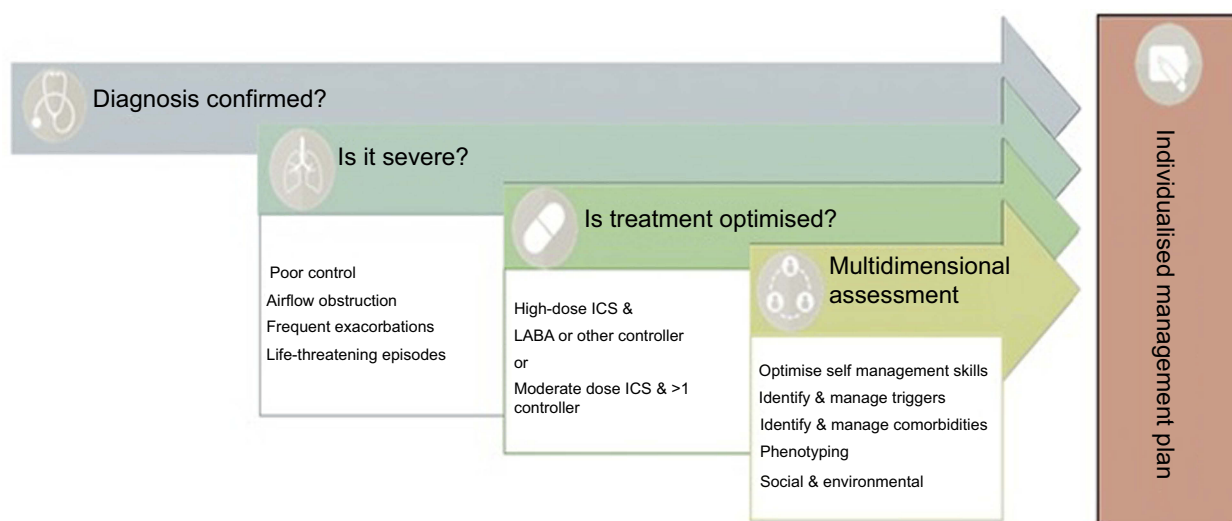 Diagnosis confirmed?
Is it severe?
Poor control
Airflow obstruction
Frequent exacorbations
Life-threatening episodes
Is treatment optimised?
High-dose ICS &
LABA or other controller
or
Moderate dose ICS & >1
controller
Multidimensional
assessment
Optimise self management skills
Identify & manage triggers
Identify & manage comorbidities
Phenotyping
Social & environmental
Individualised management plan